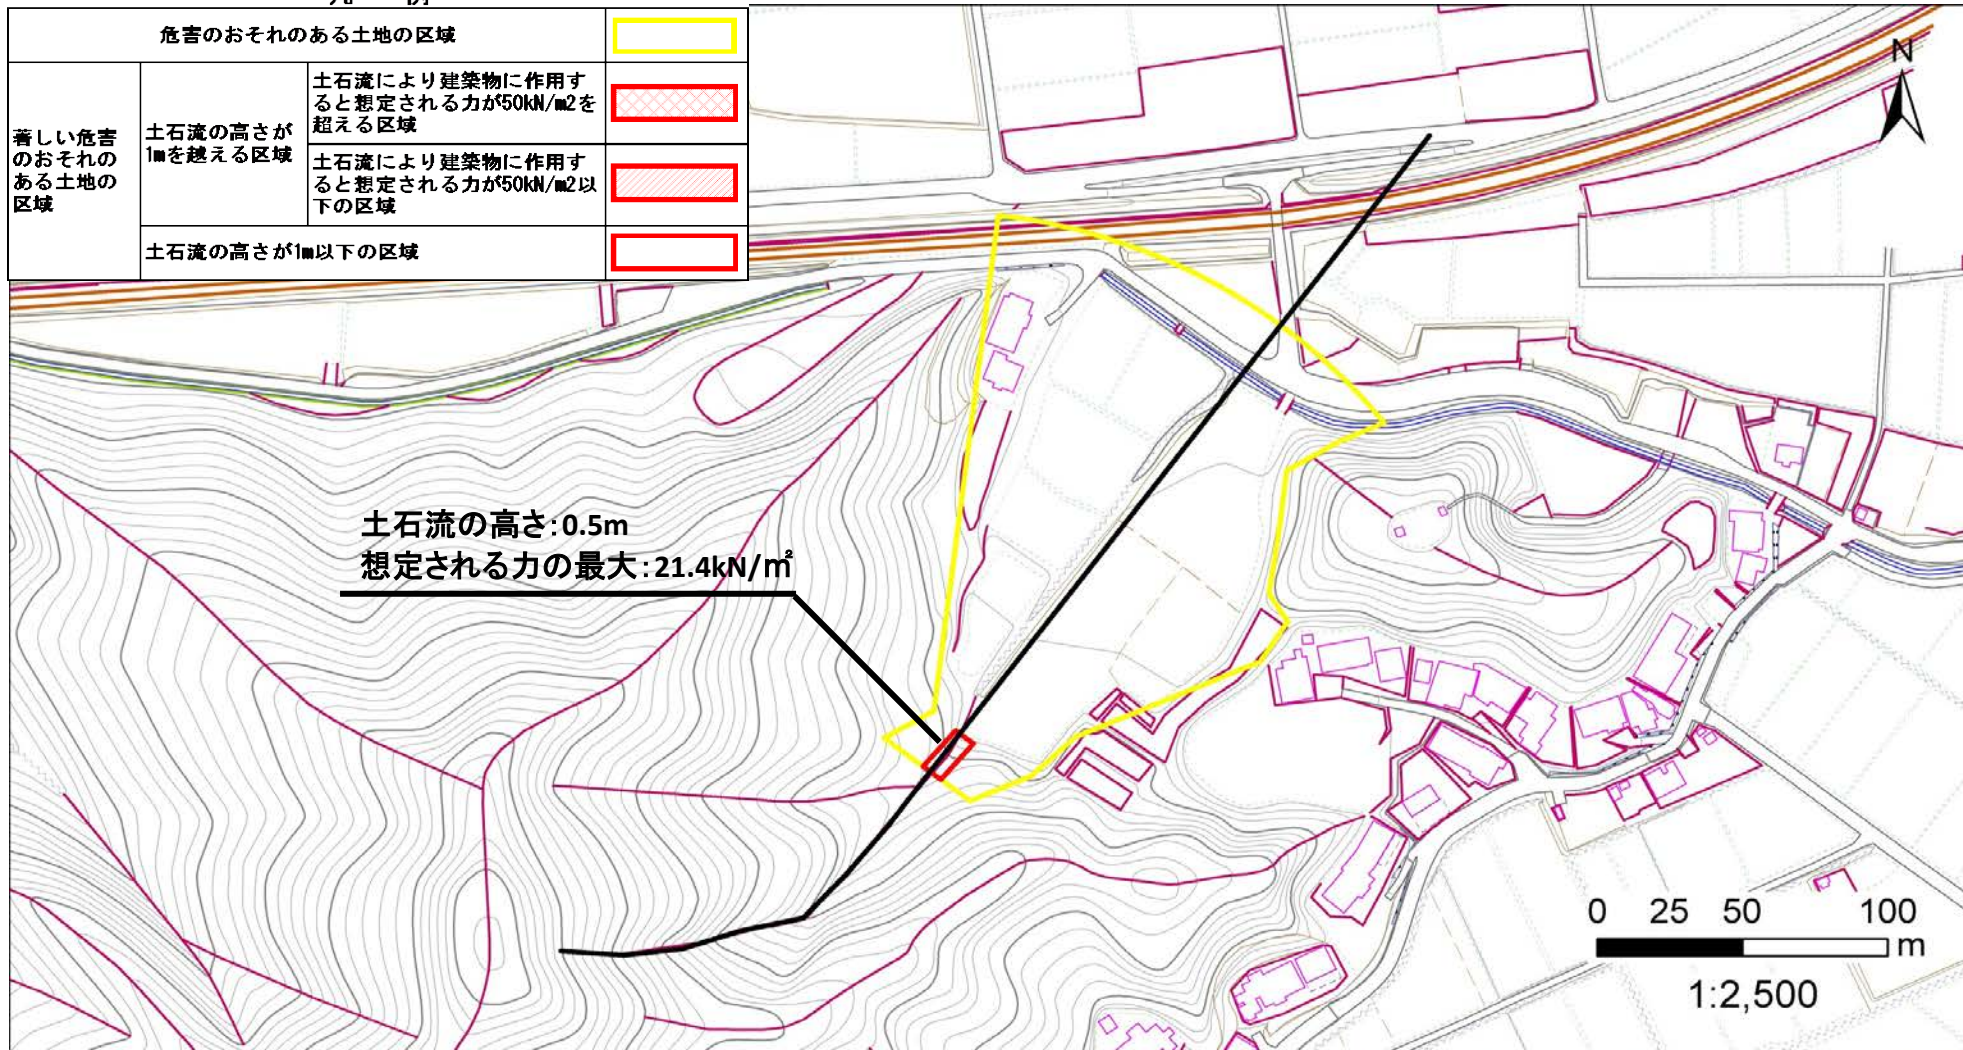 危害のおそれのある土地の区域
著しい危害
のおそれの
ある土地の
区域
土石流の高さが
1mを越える区域
土石流により建築物に作用す
ると想定される力が50kN/m2を
超える区域
土石流により建築物に作用す
ると想定される力が50kN/m2以
下の区域
土石流の高さが1m以下の区域
N
土石流の高さ:0.5m
想定される力の最大:21.4kN/㎡
0 25 50 100
m
1:2,500